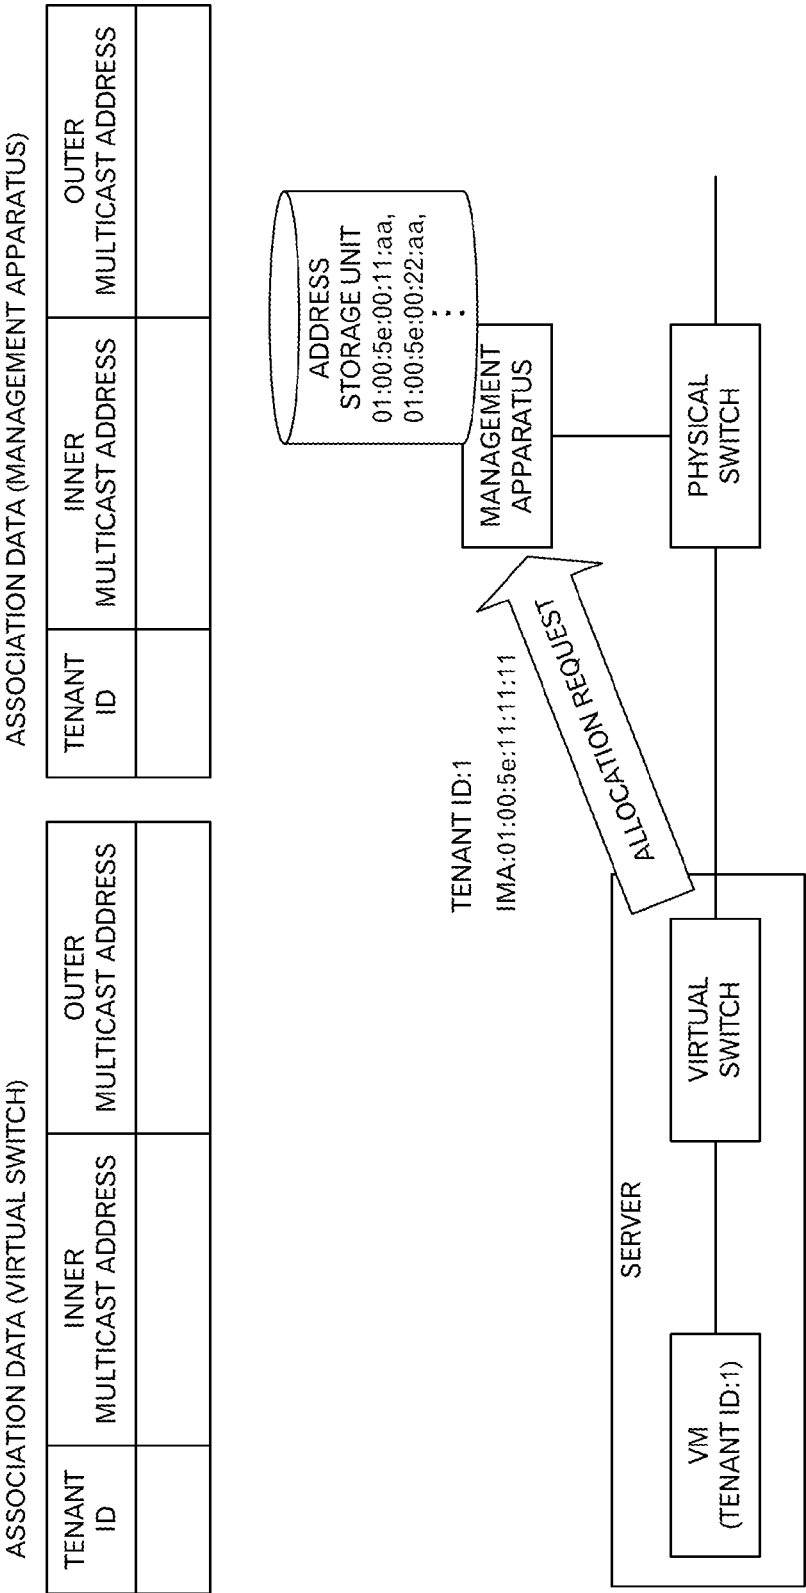 ASSOCIATION DATA (VIRTUAL SWITCH)
TENANT
ID
INNER
MULTICAST ADDRESS
OUTER
MULTICAST ADDRESS
ASSOCIATION DATA (MANAGEMENT APPARATUS)
TENANT
ID
INNER
MULTICAST ADDRESS
OUTER
MULTICAST ADDRESS
ADDRESS
STORAGE UNIT
01:00:5e:00:11:aa,
01:00:5e:00:22:aa,
⋮
MANAGEMENT
APPARATUS
TENANT ID:1
IMA:01:00:5e:11:11:11
ALLOCATION REQUEST
SERVER
VM
(TENANT ID:1)
VIRTUAL
SWITCH
PHYSICAL
SWITCH